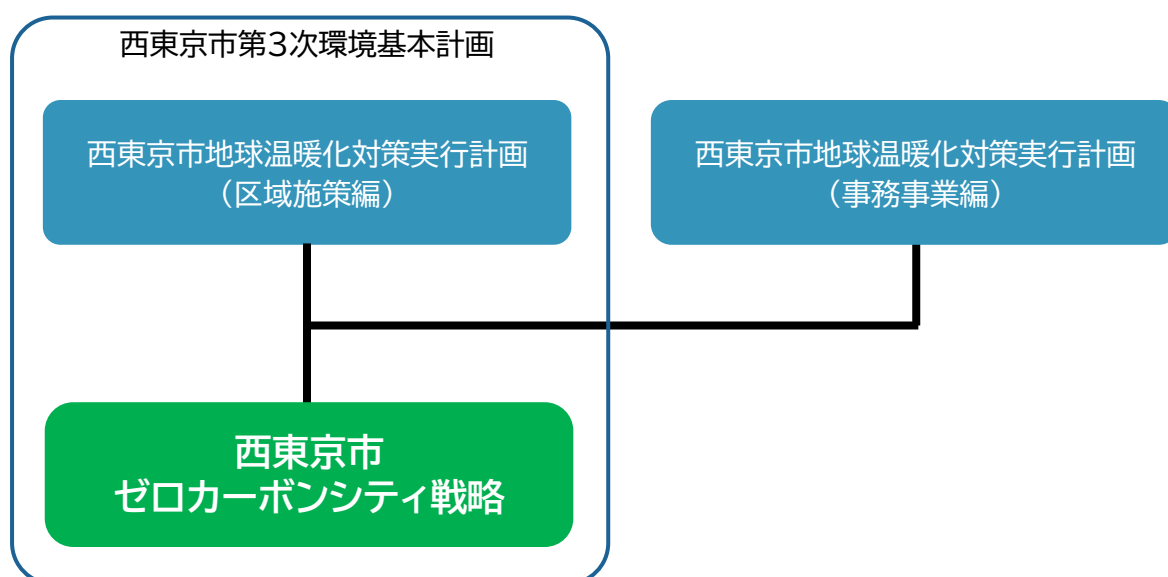 西東京市第3次環境基本計画
西東京市地球温暖化対策実行計画
（区域施策編）
西東京市地球温暖化対策実行計画
（事務事業編）
西東京市
ゼロカーボンシティ戦略